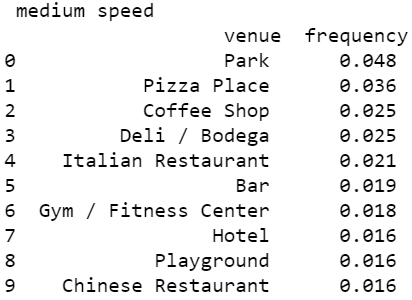 medium speed
venue frequency
0 Park 0.048
1 Pizza Place 0.036
2 Coffee Shop 0.025
3 Deli / Bodega 0.025
4 Italian Restaurant 0.021
5 Bar 0.019
6 Gym / Fitness Center 0.018
7 Hotel 0.016
8 Playground 0.016
9 Chinese Restaurant 0.016